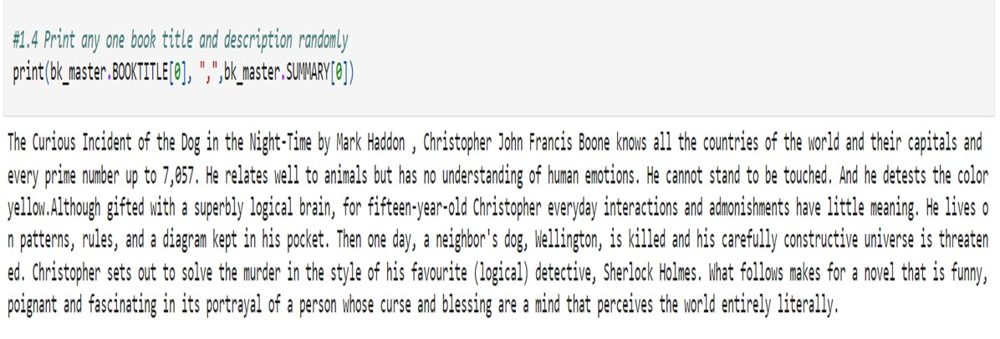 #1.4 Print any one book title and description randomly
print(bk_master.BOOKTITLE[0], ",",bk_master.SUMMARY[0])
The Curious Incident of the Dog in the Night-Time by Mark Haddon , Christopher John Francis Boone knows all the countries of the world and their capitals and
every prime number up to 7,057. He relates well to animals but has no understanding of human emotions. He cannot stand to be touched. And he detests the color
yellow.Although gifted with a superbly logical brain, for fifteen-year-old Christopher everyday interactions and admonishments have little meaning. He lives o
n patterns, rules, and a diagram kept in his pocket. Then one day, a neighbor's dog, Wellington, is killed and his carefully constructive universe is threaten
ed. Christopher sets out to solve the murder in the style of his favourite (logical) detective, Sherlock Holmes. What follows makes for a novel that is funny,
poignant and fascinating in its portrayal of a person whose curse and blessing are a mind that perceives the world entirely literally.